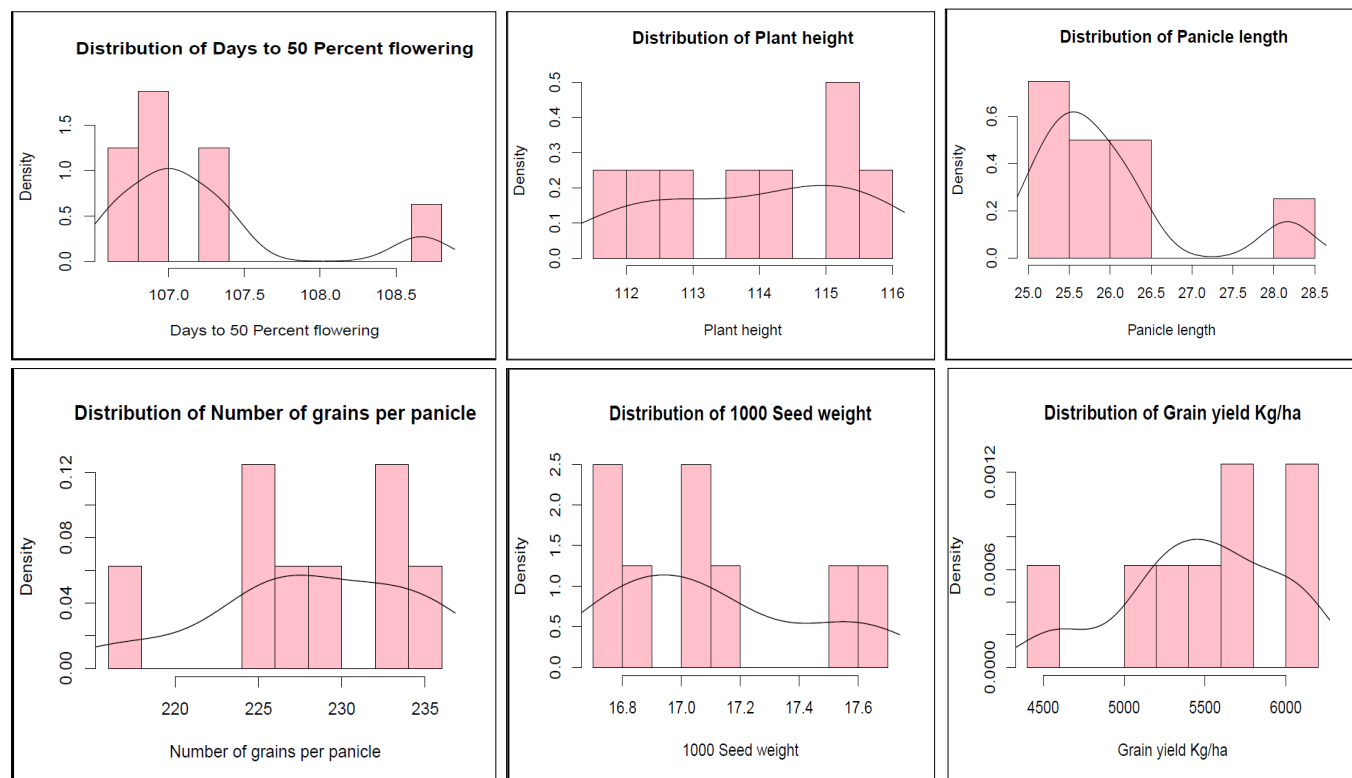 Distribution of Days to 50 Percent flowering
Density
0.0 0.5 1.0 1.5
107.0 107.5 108.0 108.5
Days to 50 Percent flowering
Distribution of Plant height
Density
0.0 0.1 0.2 0.3 0.4 0.5
112 113 114 115 116
Plant height
Distribution of Panicle length
Density
0.0 0.2 0.4 0.6
25.0 25.5 26.0 26.5 27.0 27.5 28.0 28.5
Panicle length
Distribution of Number of grains per panicle
Density
0.00 0.04 0.08 0.12
220 225 230 235
Number of grains per panicle
Distribution of 1000 Seed weight
Density
0.0 0.5 1.0 1.5 2.0 2.5
16.8 17.0 17.2 17.4 17.6
1000 Seed weight
Distribution of Grain yield Kg/ha
Density
0.0000 0.0006 0.0012
4500 5000 5500 6000
Grain yield Kg/ha